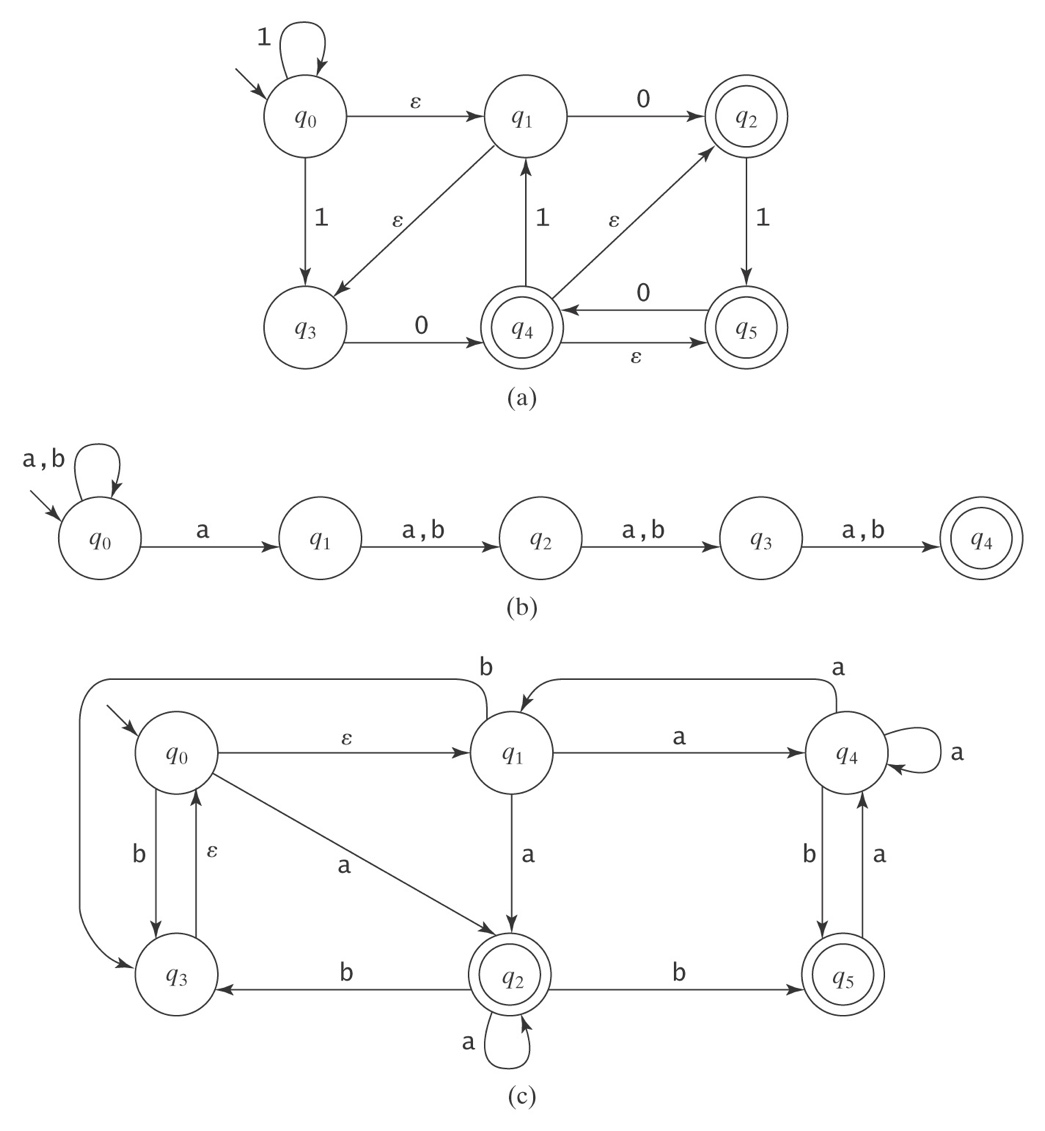 1
q0 ε q1 0 q2
1 ε 1 ε 1
q3 0 q4 0 q5
ε
(a)
a,b
q0 a q1 a,b q2 a,b q3 a,b q4
(b)
b a
q0 ε q1 a q4 a
b ε a a b a
q3 b q2 b q5
a
(c)